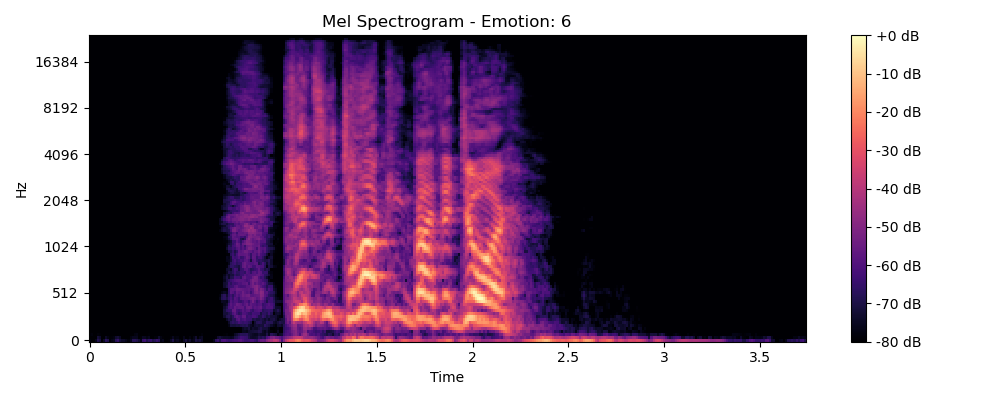 Mel Spectrogram - Emotion: 6
Hz
16384
8192
4096
2048
1024
512
0
0 0.5 1 1.5 2 2.5 3 3.5
Time
+0 dB
-10 dB
-20 dB
-30 dB
-40 dB
-50 dB
-60 dB
-70 dB
-80 dB